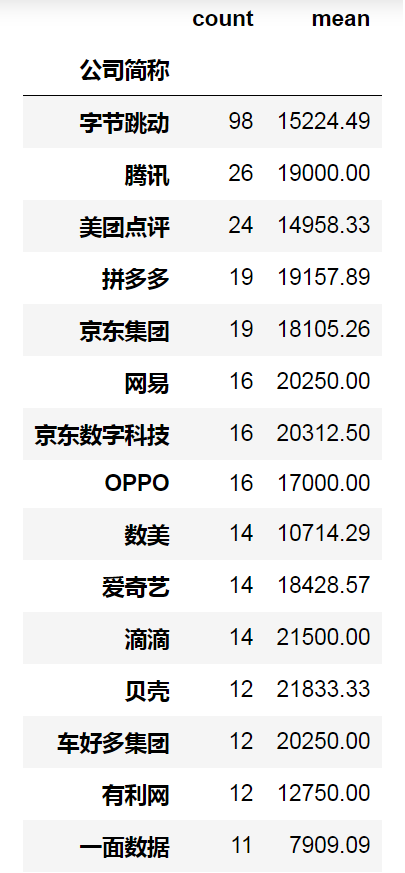 count mean
公司简称
字节跳动 98 15224.49
腾讯 26 19000.00
美团点评 24 14958.33
拼多多 19 19157.89
京东集团 19 18105.26
网易 16 20250.00
京东数字科技 16 20312.50
OPPO 16 17000.00
数美 14 10714.29
爱奇艺 14 18428.57
滴滴 14 21500.00
贝壳 12 21833.33
车好多集团 12 20250.00
有利网 12 12750.00
一面数据 11 7909.09